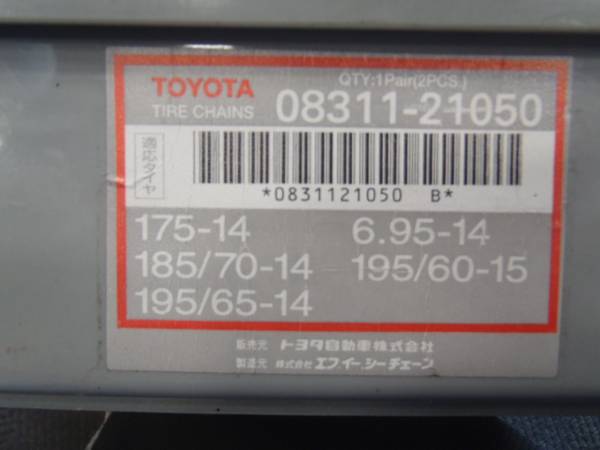 QTY:1Pair(2PCS.)
TOYOTA
TIRE CHAINS
08311-21050
適応タイヤ
*0831121050 B*
175-14 6.95-14
185/70-14 195/60-15
195/65-14
販売元 トヨタ自動車株式会社
製造元 株式会社 エフイーシーチェーン